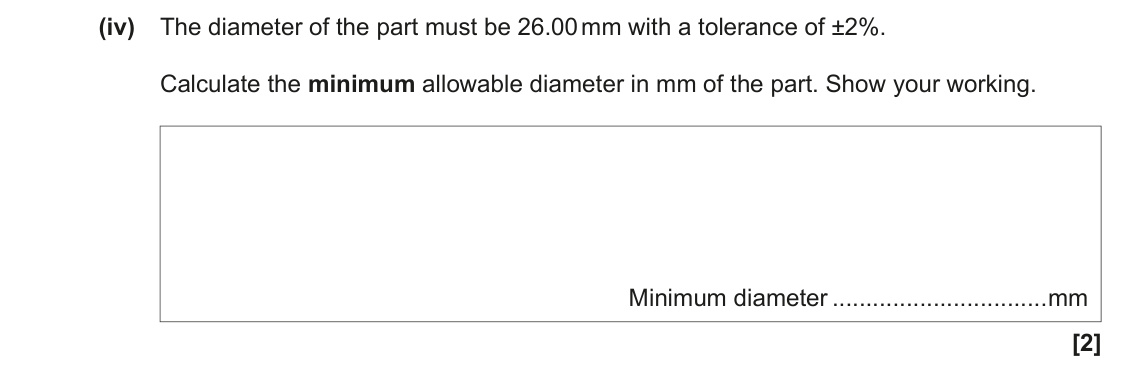 (iv) The diameter of the part must be 26.00 mm with a tolerance of ±2%.
Calculate the minimum allowable diameter in mm of the part. Show your working.
Minimum diameter ................................mm
[2]